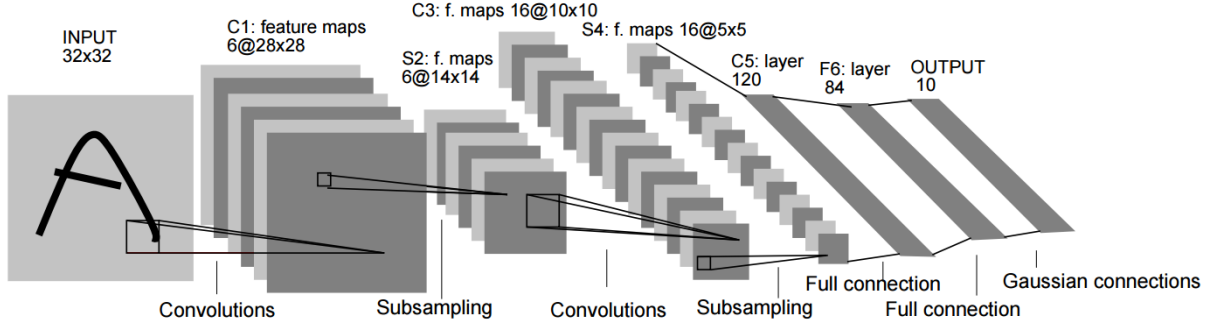 INPUT
32x32
C1: feature maps
6@28x28
S2: f. maps
6@14x14
C3: f. maps 16@10x10
S4: f. maps 16@5x5
C5: layer
120
F6: layer
84
OUTPUT
10
Convolutions
Subsampling
Convolutions
Subsampling
Full connection
Full connection
Gaussian connections